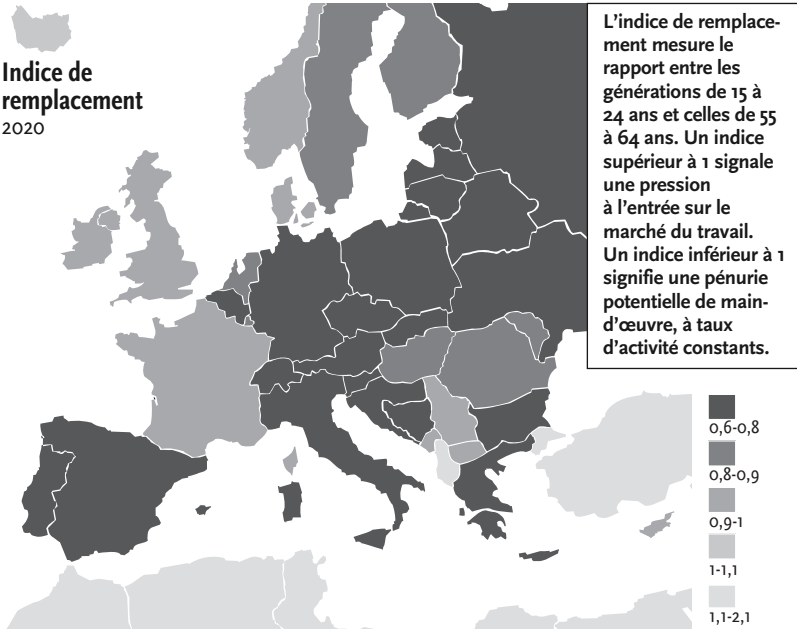 Indice de
remplacement
2020
L'indice de remplace-
ment mesure le
rapport entre les
générations de 15 à
24 ans et celles de 55
à 64 ans. Un indice
supérieur à 1 signale
une pression
à l'entrée sur le
marché du travail.
Un indice inférieur à 1
signifie une pénurie
potentielle de main-
d'œuvre, à taux
d'activité constants.
0,6-0,8
0,8-0,9
0,9-1
1-1,1
1,1-2,1